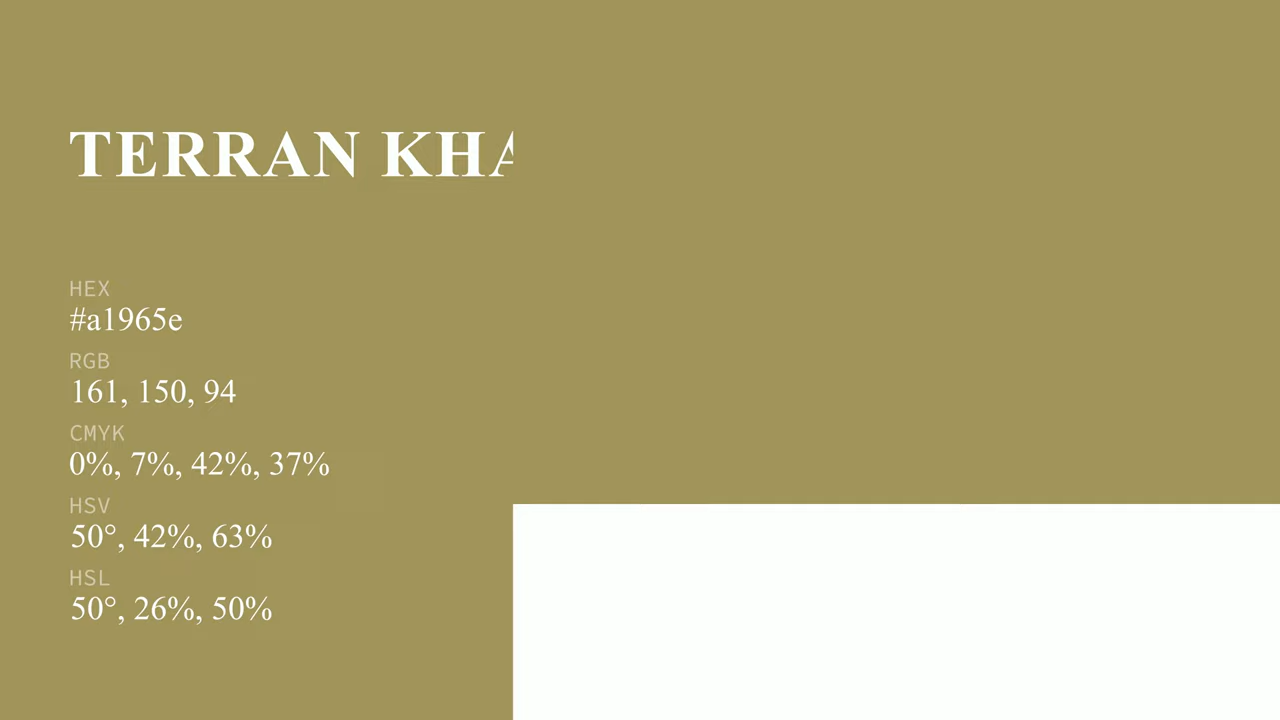 TERRAN KHA
HEX
#a1965e
RGB
161, 150, 94
CMYK
0%, 7%, 42%, 37%
HSV
50°, 42%, 63%
HSL
50°, 26%, 50%